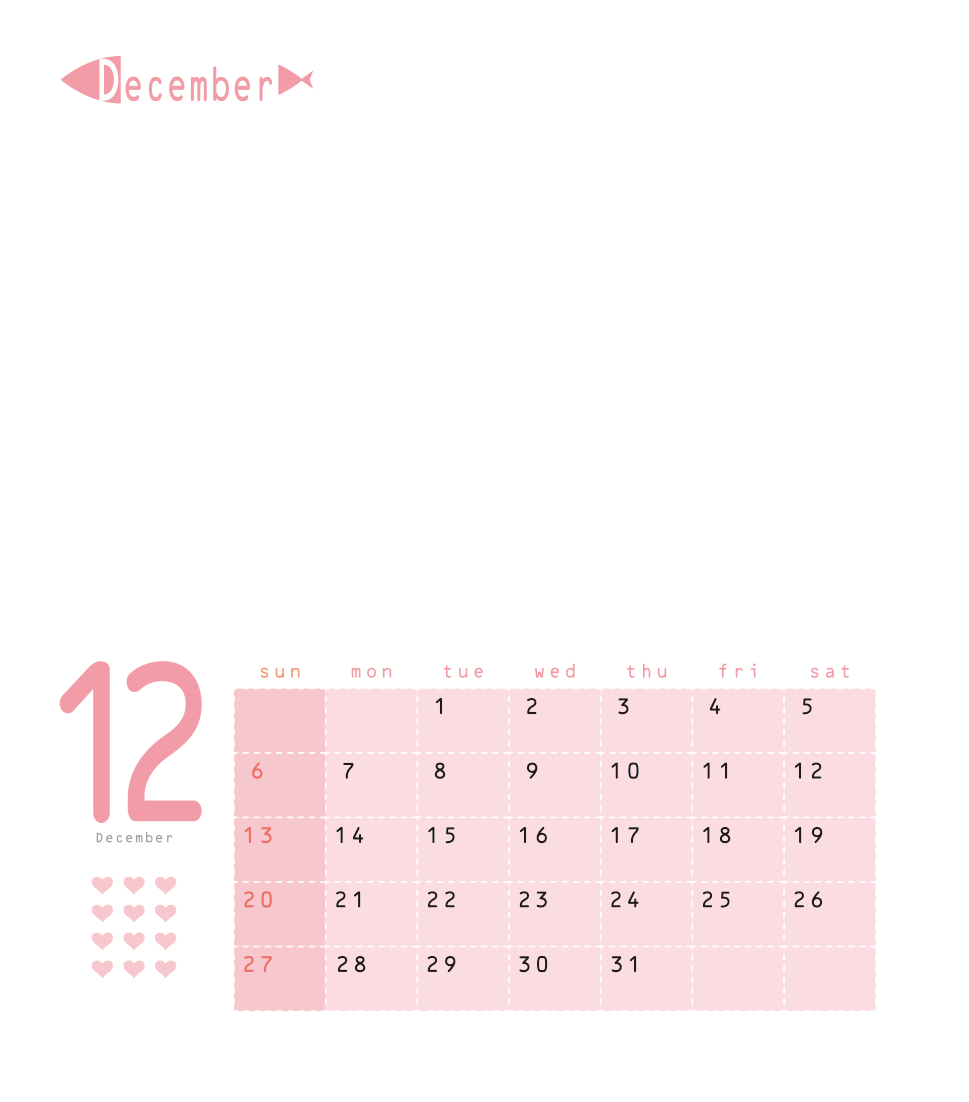 December
12
December
sun mon tue wed thu fri sat
1 2 3 4 5
6 7 8 9 10 11 12
13 14 15 16 17 18 19
20 21 22 23 24 25 26
27 28 29 30 31